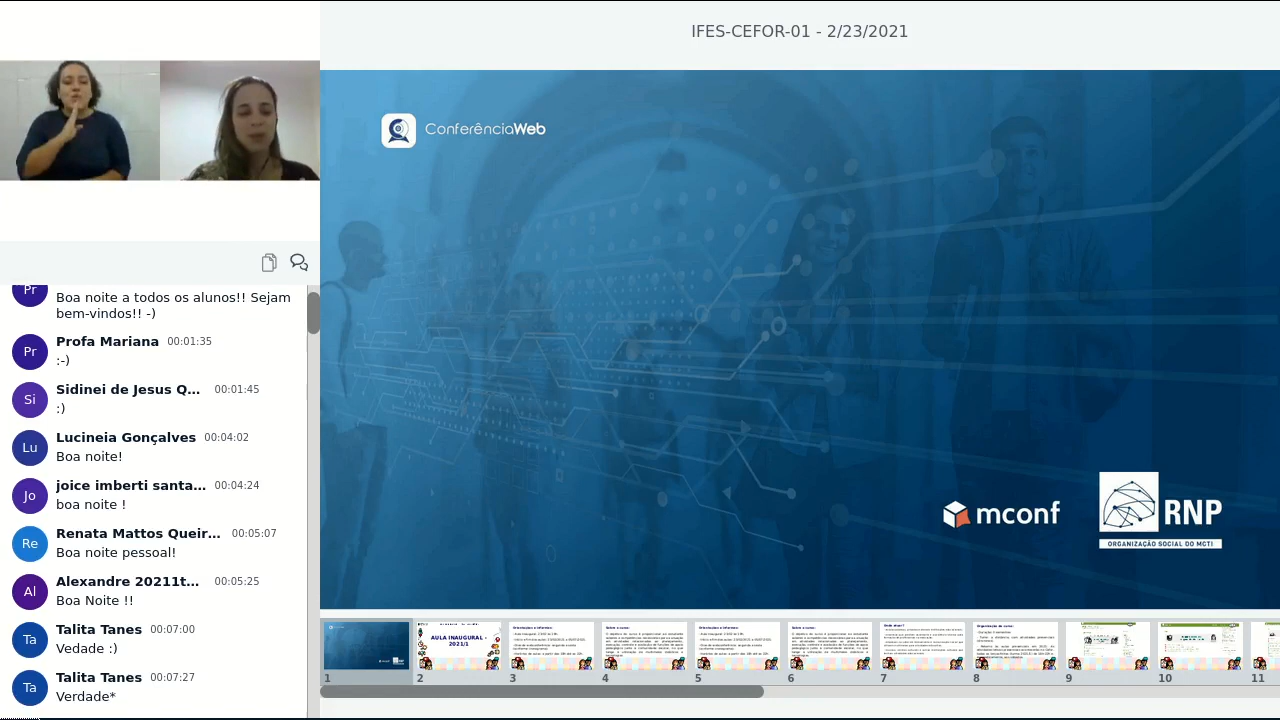 IFES-CEFOR-01 - 2/23/2021
ConferênciaWeb
mconf
RNP
ORGANIZAÇÃO SOCIAL DO MCTI
Pr
Boa noite a todos os alunos!! Sejam
bem-vindos!! :-)
Pr
Profa Mariana 00:01:35
:-)
Si
Sidinei de Jesus Q... 00:01:45
:)
Lu
Lucineia Gonçalves 00:04:02
Boa noite!
Jo
joice imberti santa... 00:04:24
boa noite !
Re
Renata Mattos Queir... 00:05:07
Boa noite pessoal!
Al
Alexandre 20211t... 00:05:25
Boa Noite !!
Ta
Talita Tanes 00:07:00
Verdade
Ta
Talita Tanes 00:07:27
Verdade*
AULA INAUGURAL -
2021/1
1
2
3
4
5
6
7
8
9
10
11